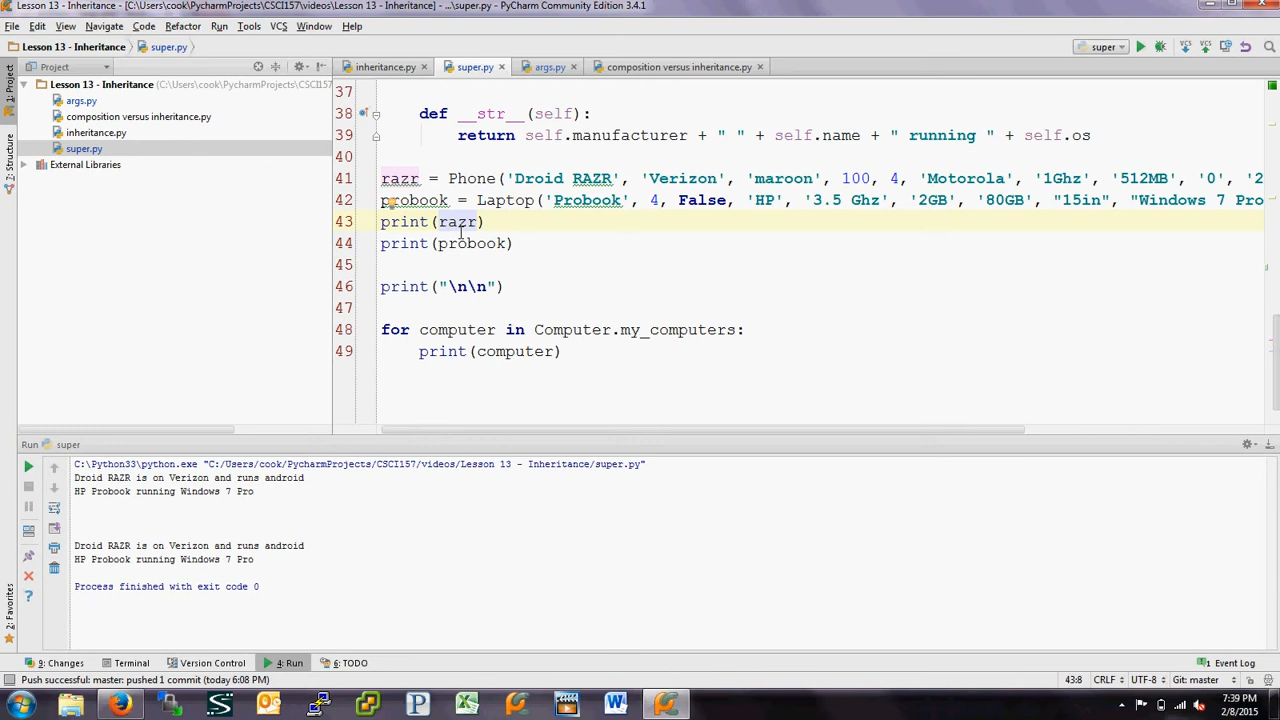 Lesson 13 - Inheritance - [C:\Users\cook\PycharmProjects\CSCI157\videos\Lesson 13 - Inheritance] - ...\super.py - PyCharm Community Edition 3.4.1
File Edit View Navigate Code Refactor Run Tools VCS Window Help
Lesson 13 - Inheritance super.py super
Project inheritance.py super.py args.py composition versus inheritance.py
1: Project
Lesson 13 - Inheritance (C:\Users\cook\PycharmProjects\CSCI157
args.py
composition versus inheritance.py
inheritance.py
super.py
External Libraries
Structure
37
38 def __str__(self):
39 return self.manufacturer + " " + self.name + " running " + self.os
40
41 razr = Phone('Droid RAZR', 'Verizon', 'maroon', 100, 4, 'Motorola', '1Ghz', '512MB', '0', '2
42 probook = Laptop('Probook', 4, False, 'HP', '3.5 Ghz', '2GB', '80GB', "15in", "Windows 7 Pro
43 print(razr)
44 print(probook)
45
46 print("\n\n")
47
48 for computer in Computer.my_computers:
49 print(computer)
Run super
C:\Python33\python.exe "C:/Users/cook/PycharmProjects/CSCI157/videos/Lesson 13 - Inheritance/super.py"
Droid RAZR is on Verizon and runs android
HP Probook running Windows 7 Pro
Droid RAZR is on Verizon and runs android
HP Probook running Windows 7 Pro
Process finished with exit code 0
2: Favorites
9: Changes Terminal Version Control 4: Run 6: TODO 1 Event Log
Push successful: master: pushed 1 commit (today 6:08 PM) 43:8 CRLF UTF-8 Git: master
7:39 PM
2/8/2015